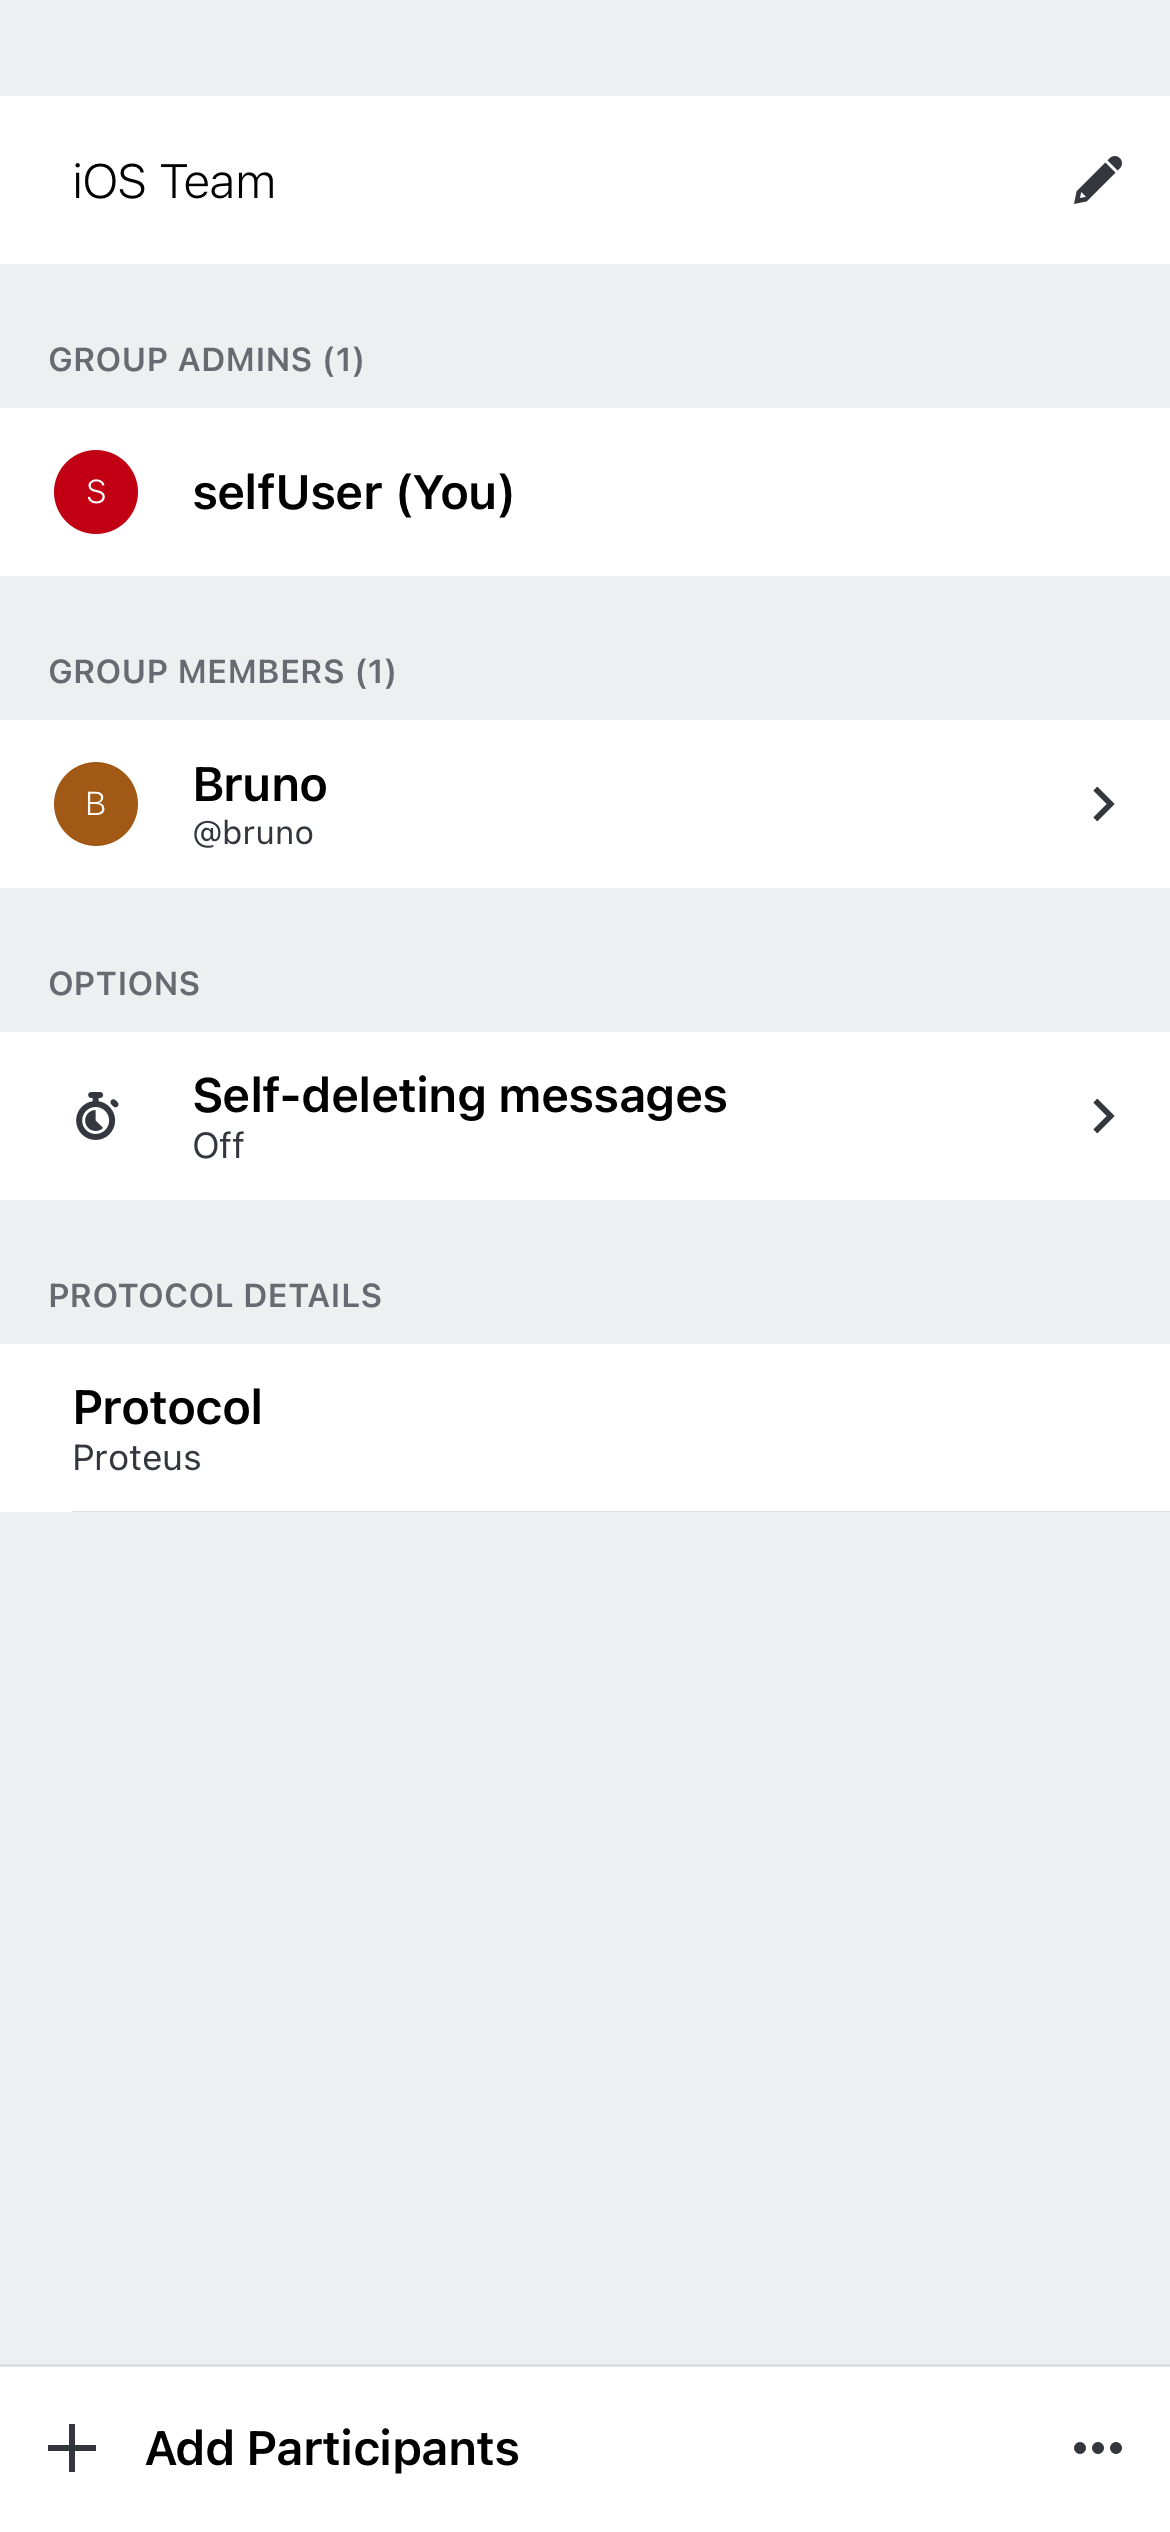 iOS Team
GROUP ADMINS (1)
S
selfUser (You)
GROUP MEMBERS (1)
B
Bruno
@bruno
OPTIONS
Self-deleting messages
Off
PROTOCOL DETAILS
Protocol
Proteus
Add Participants